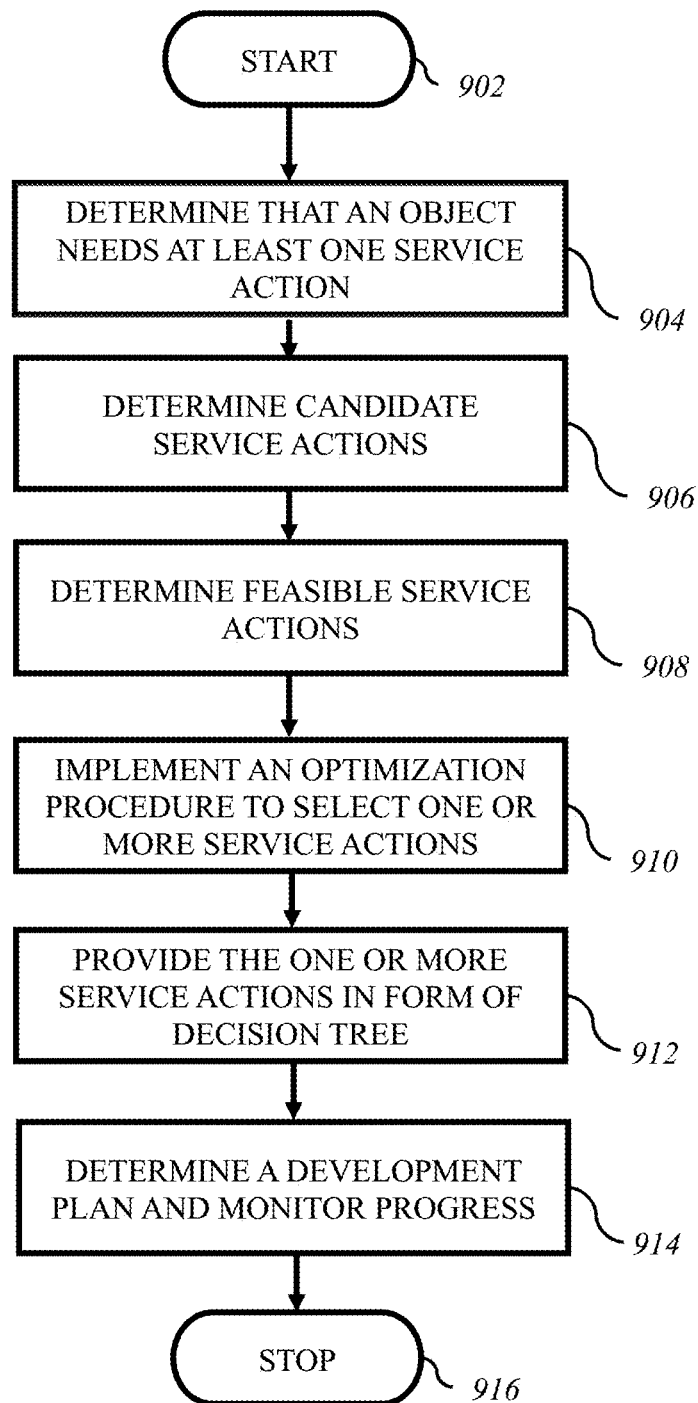 START
902
DETERMINE THAT AN OBJECT
NEEDS AT LEAST ONE SERVICE
ACTION
904
DETERMINE CANDIDATE
SERVICE ACTIONS
906
DETERMINE FEASIBLE SERVICE
ACTIONS
908
IMPLEMENT AN OPTIMIZATION
PROCEDURE TO SELECT ONE OR
MORE SERVICE ACTIONS
910
PROVIDE THE ONE OR MORE
SERVICE ACTIONS IN FORM OF
DECISION TREE
912
DETERMINE A DEVELOPMENT
PLAN AND MONITOR PROGRESS
914
STOP
916